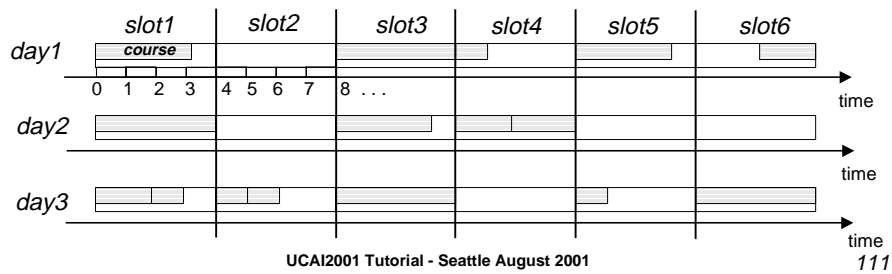 slot1 slot2 slot3 slot4 slot5 slot6
day1 course
0 1 2 3 4 5 6 7 8 . . .
time
day2
time
day3
time
UCAI2001 Tutorial - Seattle August 2001
111